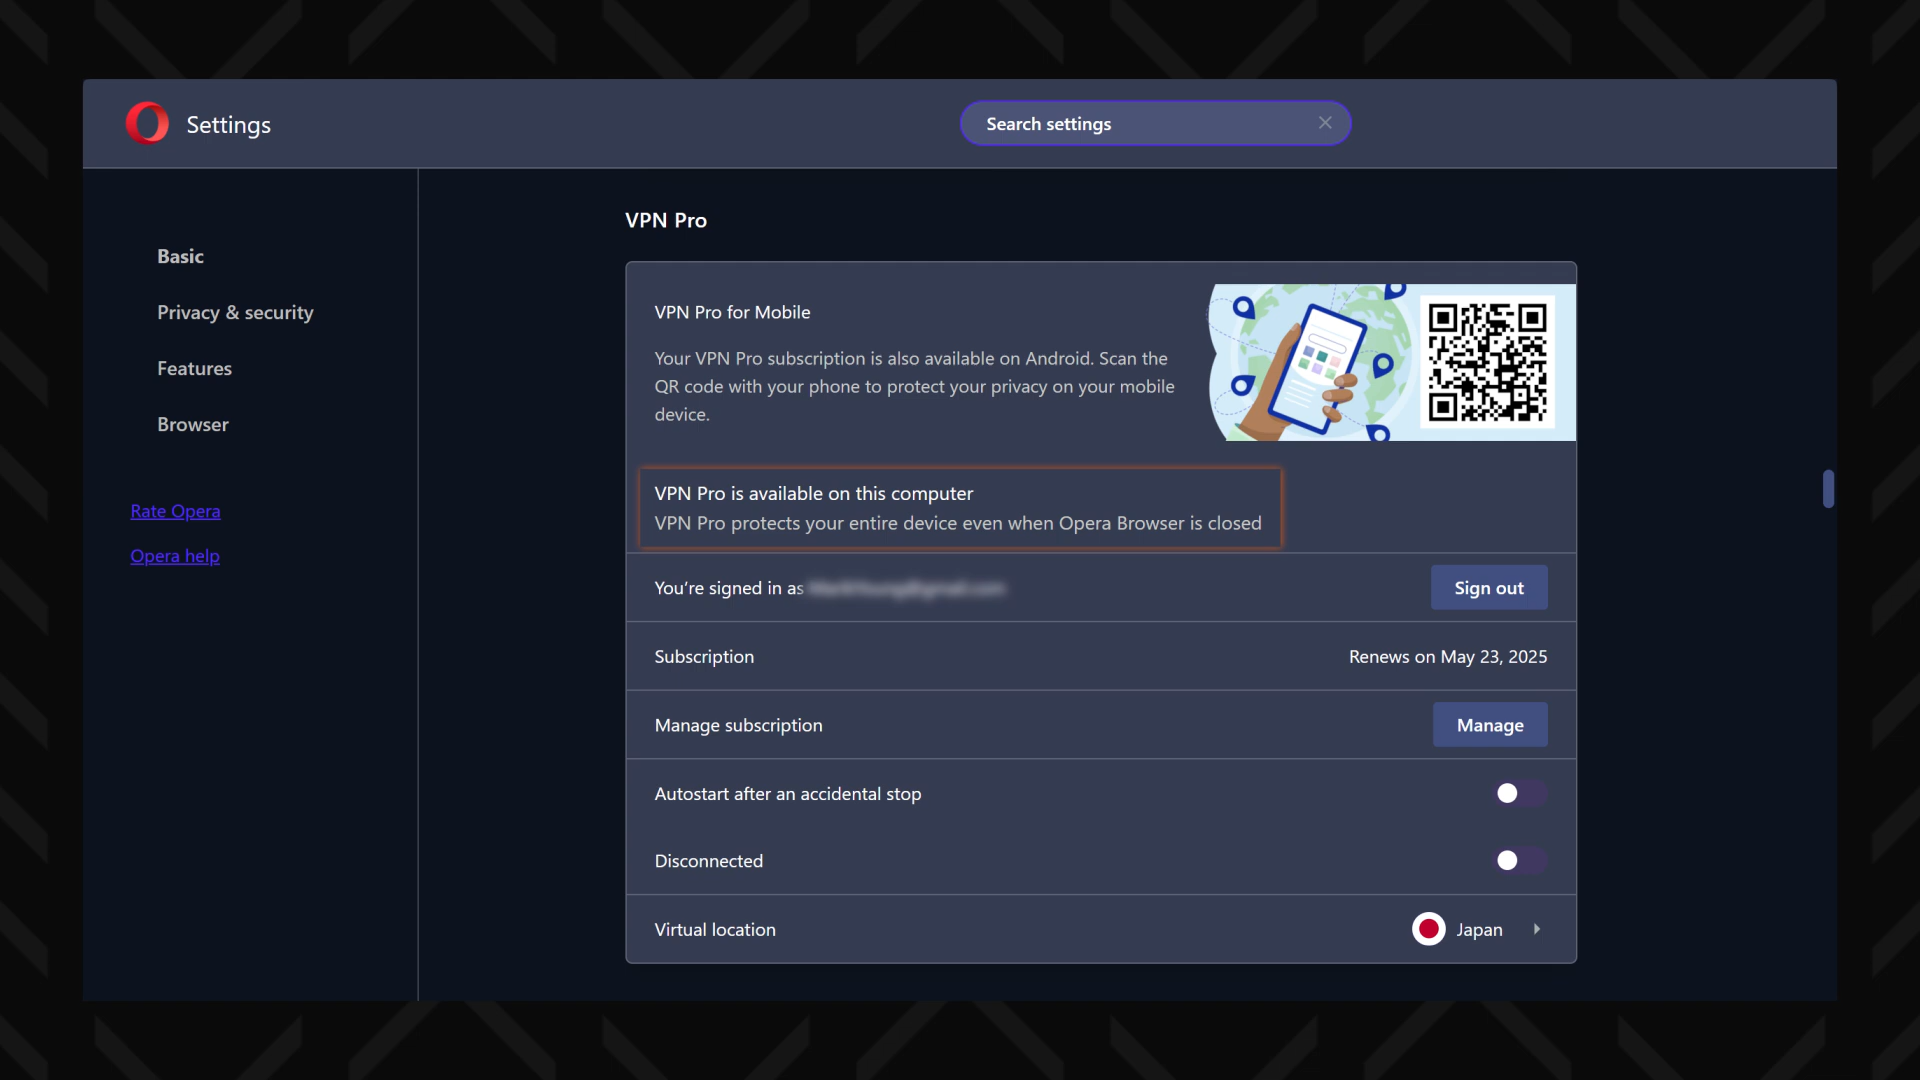 Settings
Search settings
Basic
Privacy & security
Features
Browser
Rate Opera
Opera help
VPN Pro
VPN Pro for Mobile
Your VPN Pro subscription is also available on Android. Scan the
QR code with your phone to protect your privacy on your mobile
device.
VPN Pro is available on this computer
VPN Pro protects your entire device even when Opera Browser is closed
You’re signed in as
Sign out
Subscription
Renews on May 23, 2025
Manage subscription
Manage
Autostart after an accidental stop
Disconnected
Virtual location
Japan